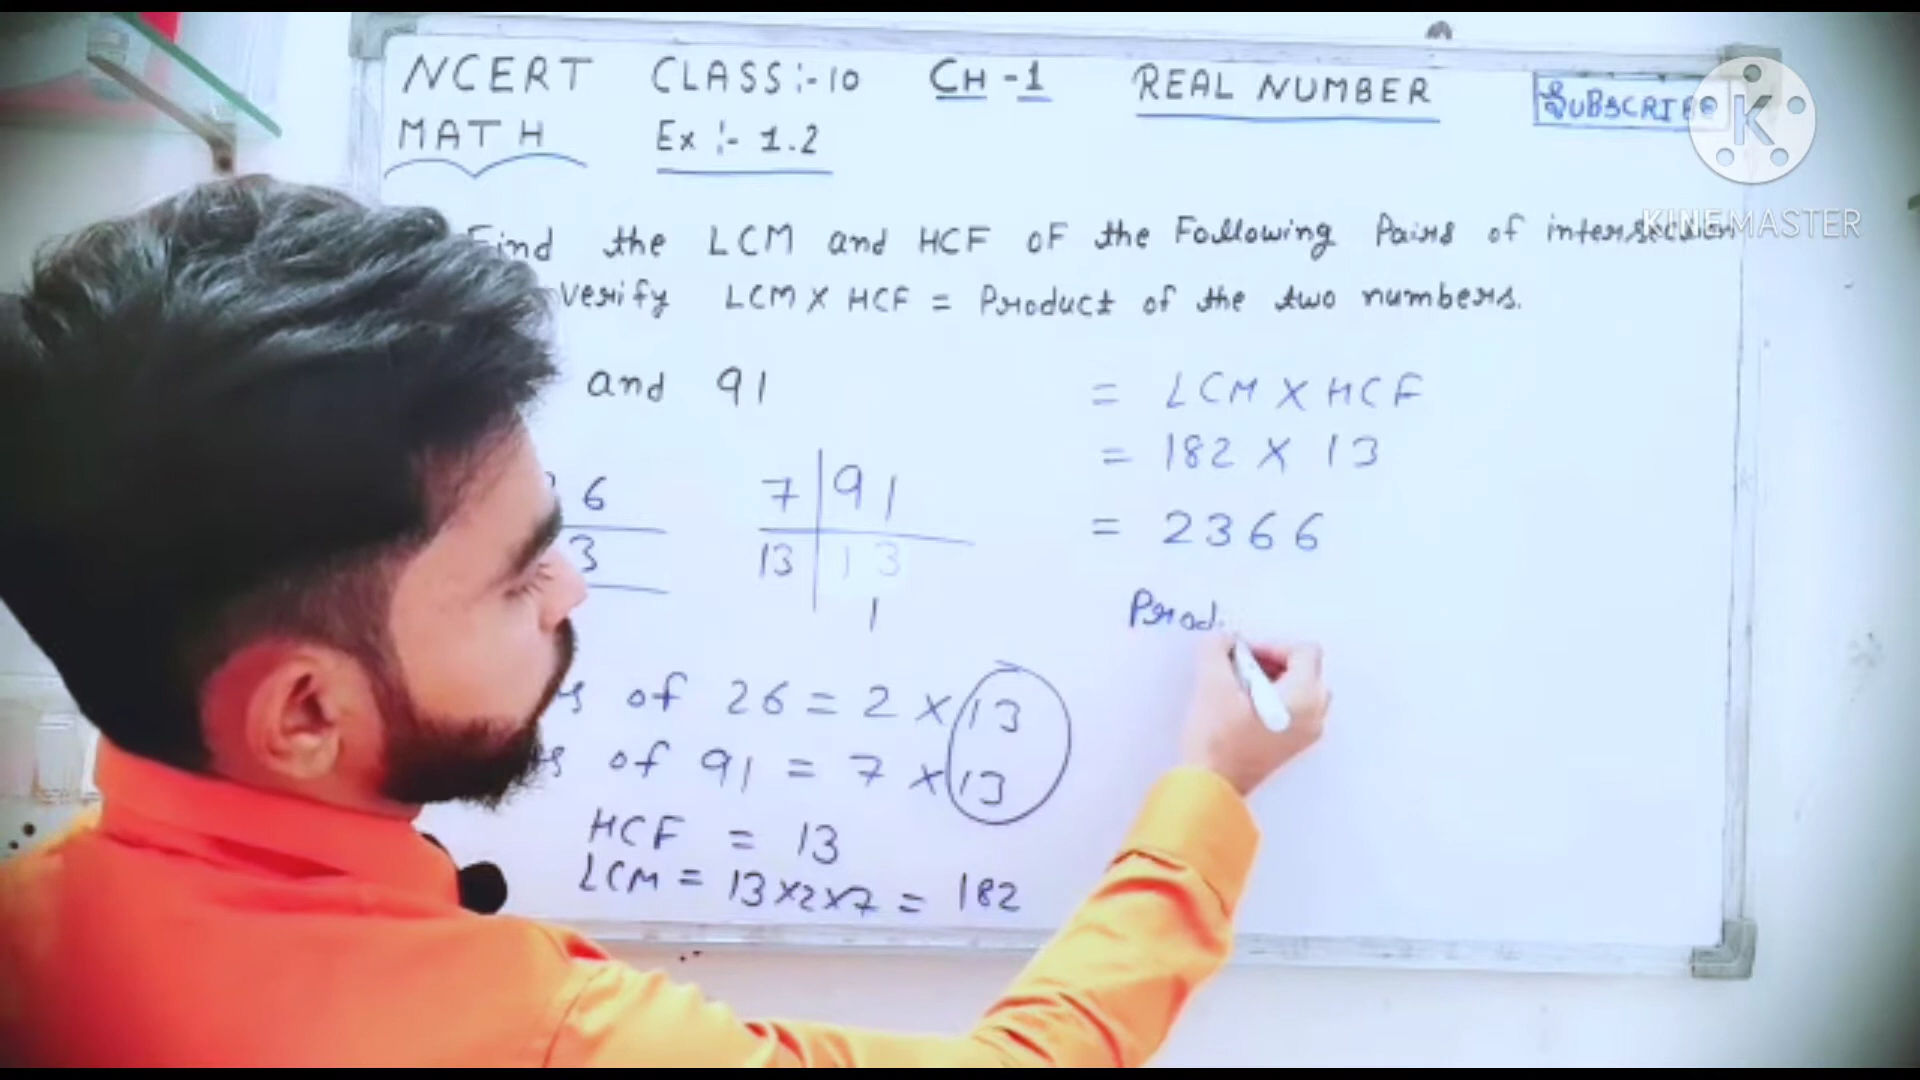 NCERT CLASS:-10 CH-1 REAL NUMBER SUBSCRIBE
MATH Ex:- 1.2
K
KINEMASTER
Find the LCM and HCF OF the Following Pairs of intersection
verify LCM X HCF = Product of the two numbers.
and 91
= LCM X HCF
= 182 X 13
= 2366
6
3
7 91
13 13
1
Prod
of 26 = 2 X 13
of 91 = 7 X 13
HCF = 13
LCM = 13X2X7 = 182